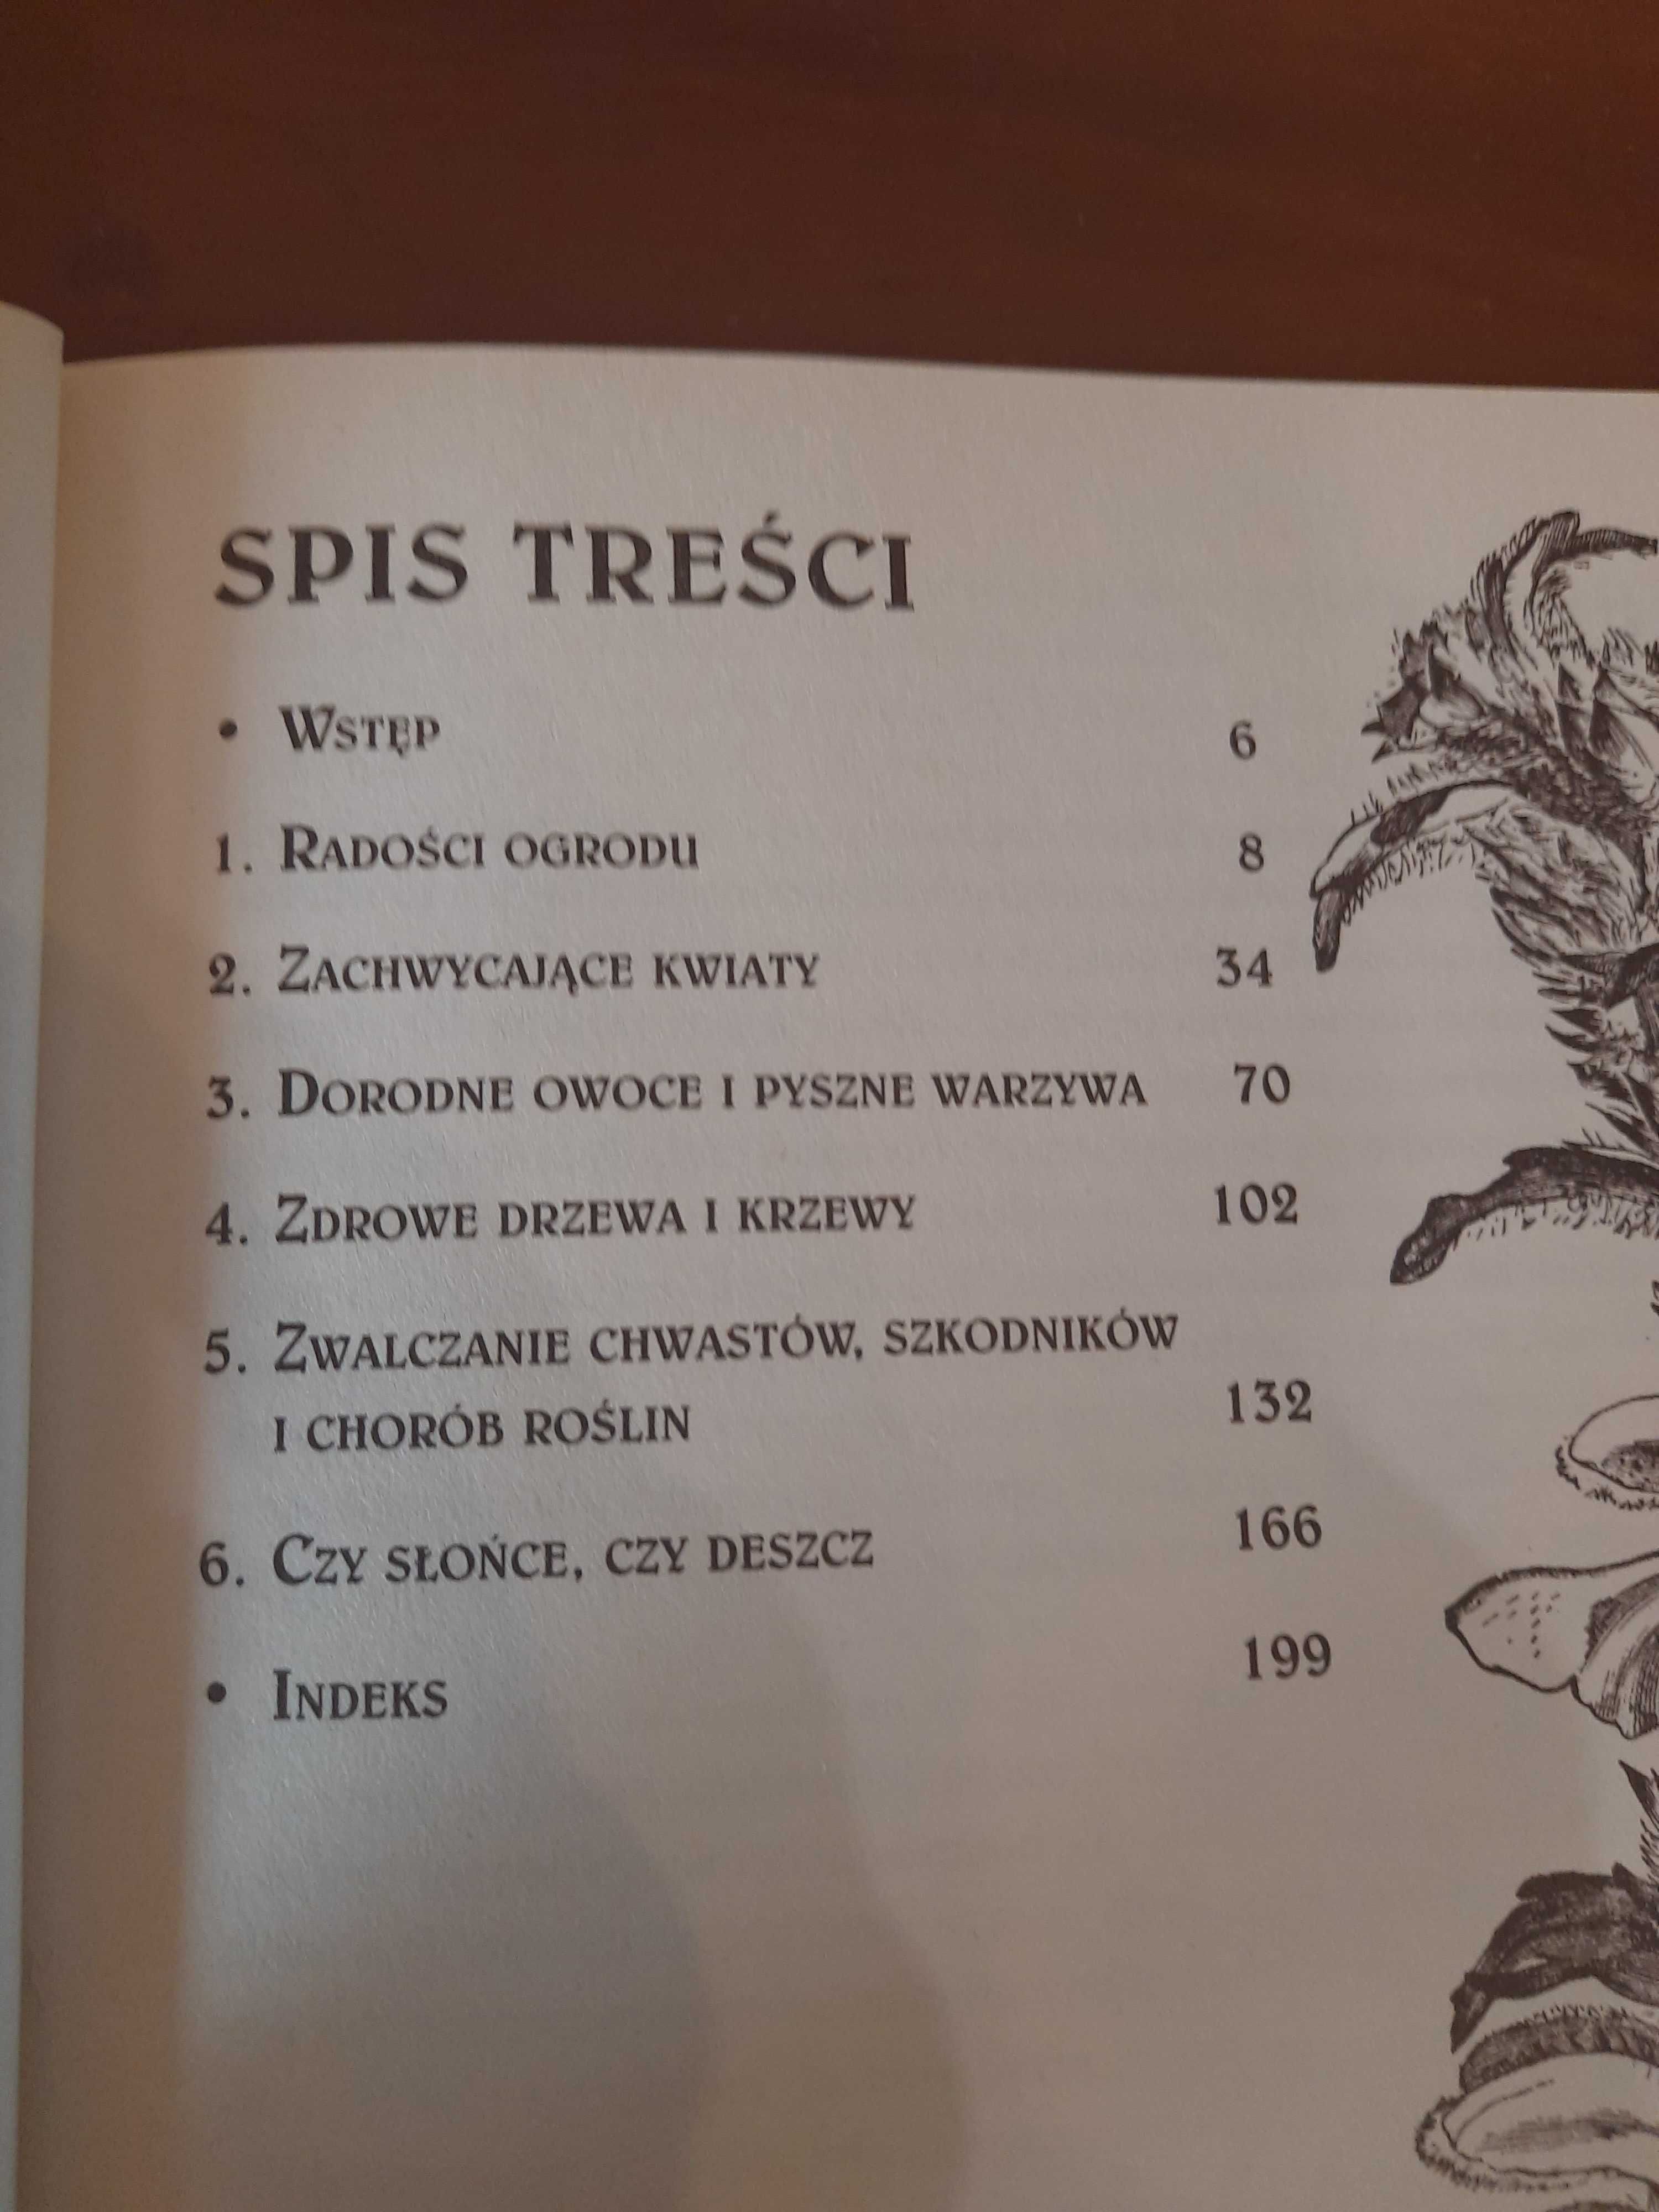 SPIS TREŚCI
• WSTĘP 6
1. RADOŚCI OGRODU 8
2. ZACHWYCAJĄCE KWIATY 34
3. DORODNE OWOCE I PYSZNE WARZYWA 70
4. ZDROWE DRZEWA I KRZEWY 102
5. ZWALCZANIE CHWASTÓW, SZKODNIKÓW
I CHORÓB ROŚLIN 132
6. CZY SŁOŃCE, CZY DESZCZ 166
• INDEKS 199